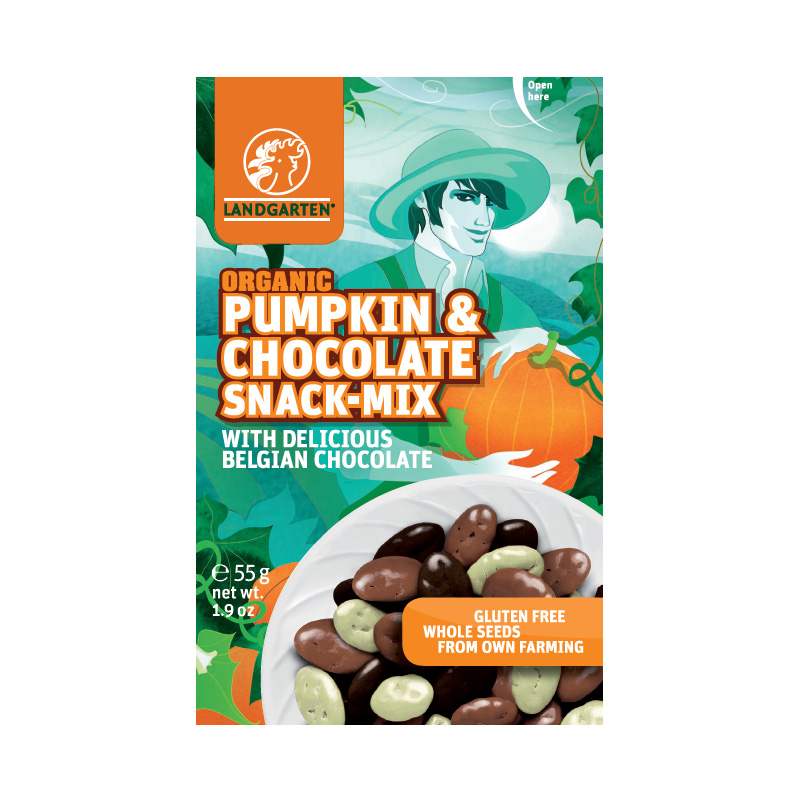 Open
here
LANDGARTEN®
ORGANIC
PUMPKIN &
CHOCOLATE
SNACK-MIX
WITH DELICIOUS
BELGIAN CHOCOLATE
℮ 55 g
net wt.
1.9 oz
GLUTEN FREE
WHOLE SEEDS
FROM OWN FARMING